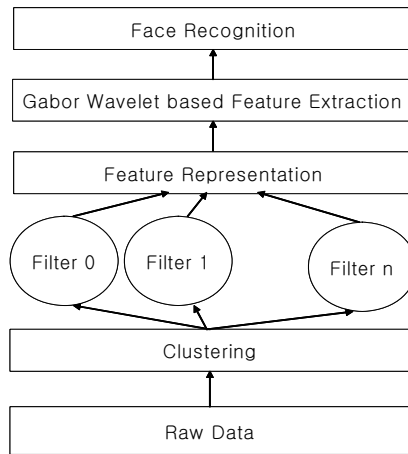 Face Recognition
Gabor Wavelet based Feature Extraction
Feature Representation
Filter 0
Filter 1
Filter n
Clustering
Raw Data